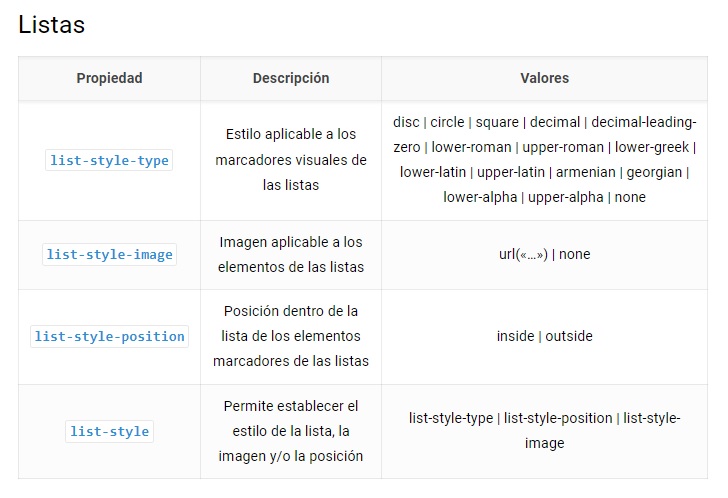 Listas
Propiedad Descripción Valores
list-style-type
Estilo aplicable a los
marcadores visuales de
las listas
disc | circle | square | decimal | decimal-leading-
zero | lower-roman | upper-roman | lower-greek |
lower-latin | upper-latin | armenian | georgian |
lower-alpha | upper-alpha | none
list-style-image
Imagen aplicable a los
elementos de las listas
url(«…») | none
list-style-position
Posición dentro de la
lista de los elementos
marcadores de las listas
inside | outside
list-style
Permite establecer el
estilo de la lista, la
imagen y/o la posición
list-style-type | list-style-position | list-style-
image